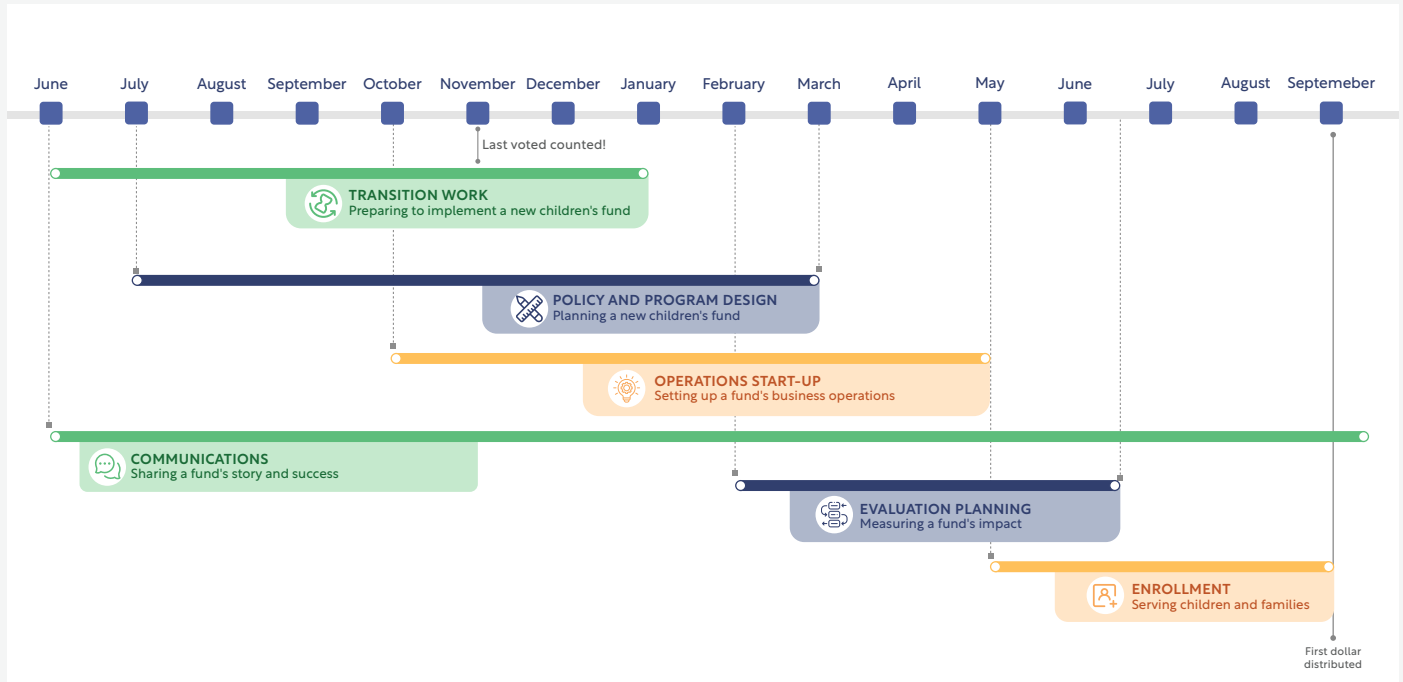 June July August September October November December January February March April May June July August Septemeber
Last voted counted!
TRANSITION WORK
Preparing to implement a new children's fund
POLICY AND PROGRAM DESIGN
Planning a new children's fund
OPERATIONS START-UP
Setting up a fund's business operations
COMMUNICATIONS
Sharing a fund's story and success
EVALUATION PLANNING
Measuring a fund's impact
ENROLLMENT
Serving children and families
First dollar
distributed